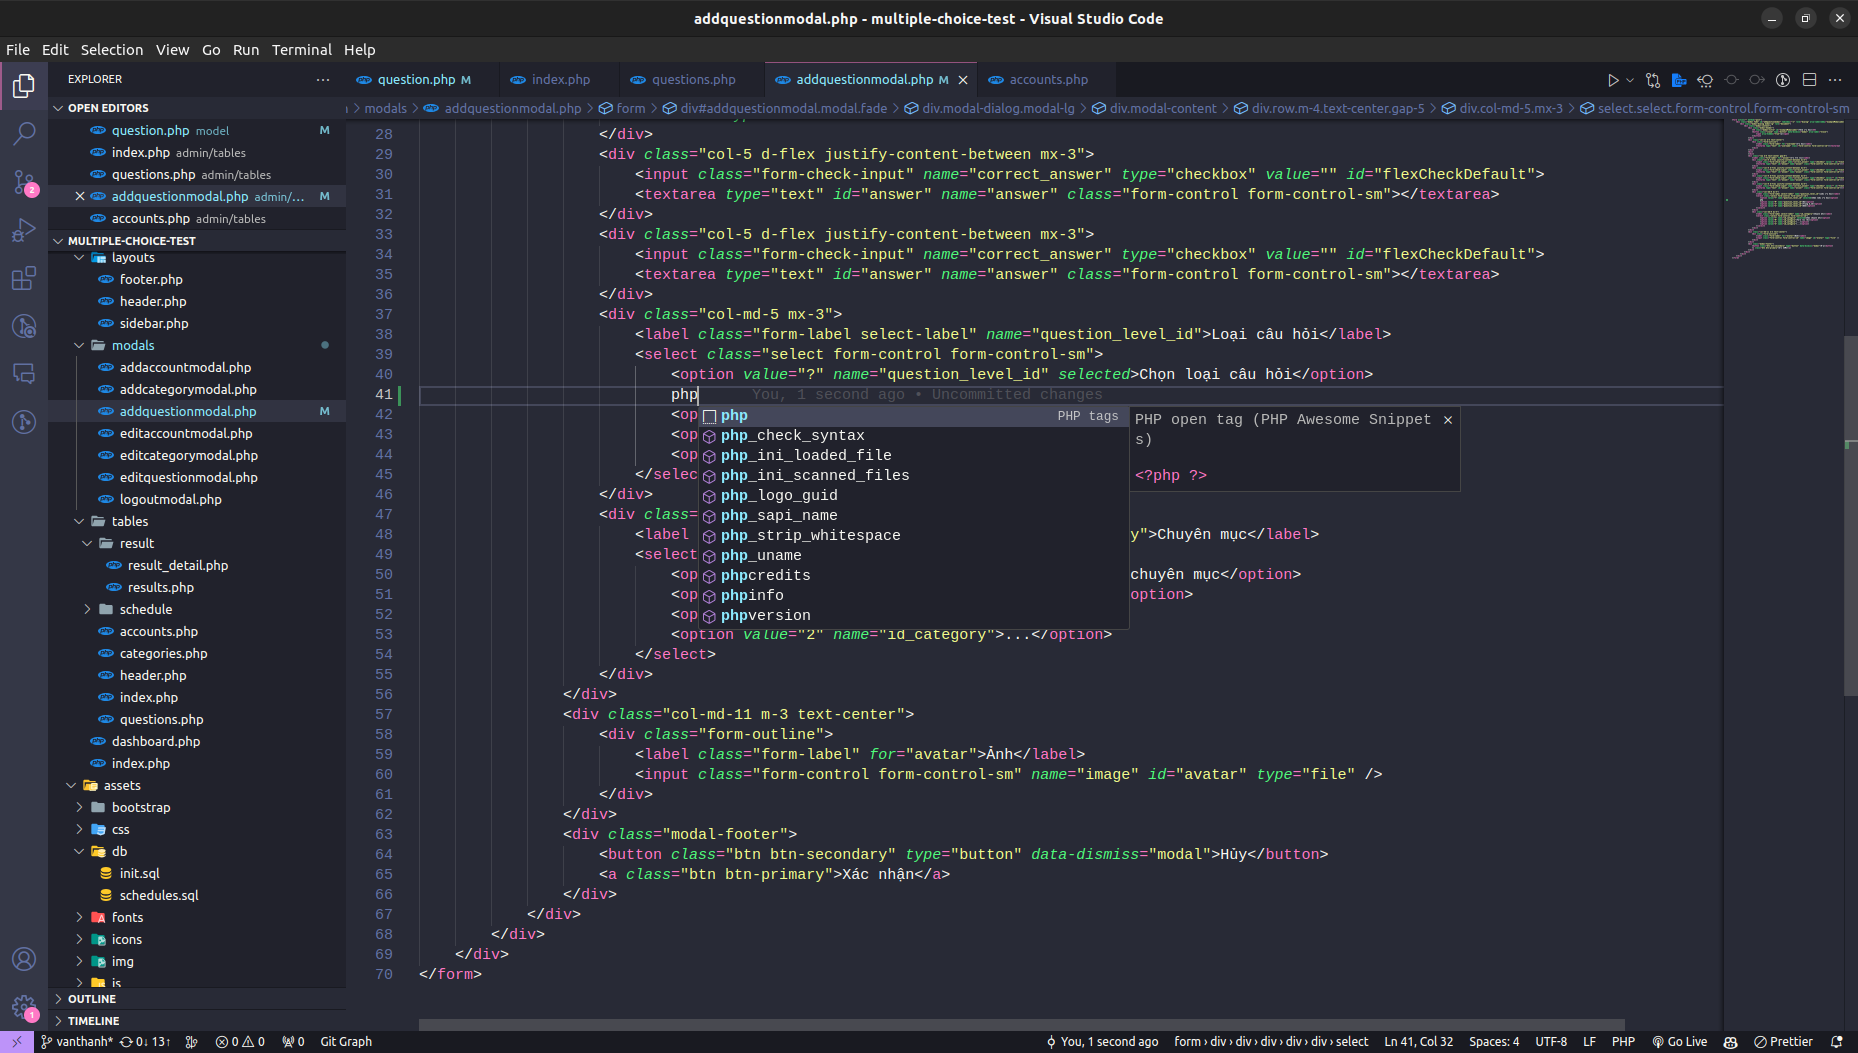 addquestionmodal.php - multiple-choice-test - Visual Studio Code
File Edit Selection View Go Run Terminal Help
EXPLORER
question.php M
index.php
questions.php
addquestionmodal.php M
accounts.php
modals > addquestionmodal.php > form > div#addquestionmodal.modal.fade > div.modal-dialog.modal-lg > div.modal-content > div.row.m-4.text-center.gap-5 > div.col-md-5.mx-3 > select.select.form-control.form-control-sm
OPEN EDITORS
question.php model M
index.php admin/tables
questions.php admin/tables
addquestionmodal.php admin/... M
accounts.php admin/tables
MULTIPLE-CHOICE-TEST
layouts
footer.php
header.php
sidebar.php
modals
addaccountmodal.php
addcategorymodal.php
addquestionmodal.php M
editaccountmodal.php
editcategorymodal.php
editquestionmodal.php
logoutmodal.php
tables
result
result_detail.php
results.php
schedule
accounts.php
categories.php
header.php
index.php
questions.php
dashboard.php
index.php
assets
bootstrap
css
db
init.sql
schedules.sql
fonts
icons
img
js
OUTLINE
TIMELINE
28 </div>
29 <div class="col-5 d-flex justify-content-between mx-3">
30 <input class="form-check-input" name="correct_answer" type="checkbox" value="" id="flexCheckDefault">
31 <textarea type="text" id="answer" name="answer" class="form-control form-control-sm"></textarea>
32 </div>
33 <div class="col-5 d-flex justify-content-between mx-3">
34 <input class="form-check-input" name="correct_answer" type="checkbox" value="" id="flexCheckDefault">
35 <textarea type="text" id="answer" name="answer" class="form-control form-control-sm"></textarea>
36 </div>
37 <div class="col-md-5 mx-3">
38 <label class="form-label select-label" name="question_level_id">Loại câu hỏi</label>
39 <select class="select form-control form-control-sm">
40 <option value="?" name="question_level_id" selected>Chọn loại câu hỏi</option>
41 php You, 1 second ago • Uncommitted changes
42 <op
43 <op
44 <op
45 </selec
46 </div>
47 <div class=
48 <label y">Chuyên mục</label>
49 <select
50 <op chuyên mục</option>
51 <op option>
52 <op
53 <option value="2" name="id_category">...</option>
54 </select>
55 </div>
56 </div>
57 <div class="col-md-11 m-3 text-center">
58 <div class="form-outline">
59 <label class="form-label" for="avatar">Ảnh</label>
60 <input class="form-control form-control-sm" name="image" id="avatar" type="file" />
61 </div>
62 </div>
63 <div class="modal-footer">
64 <button class="btn btn-secondary" type="button" data-dismiss="modal">Hủy</button>
65 <a class="btn btn-primary">Xác nhận</a>
66 </div>
67 </div>
68 </div>
69 </div>
70 </form>
php PHP tags
php_check_syntax
php_ini_loaded_file
php_ini_scanned_files
php_logo_guid
php_sapi_name
php_strip_whitespace
php_uname
phpcredits
phpinfo
phpversion
PHP open tag (PHP Awesome Snippet
s)
<?php ?>
2
1
vanthanh* 0↓ 13↑ 0 0 0 Git Graph You, 1 second ago form › div › div › div › div › div › select Ln 41, Col 32 Spaces: 4 UTF-8 LF PHP Go Live Prettier